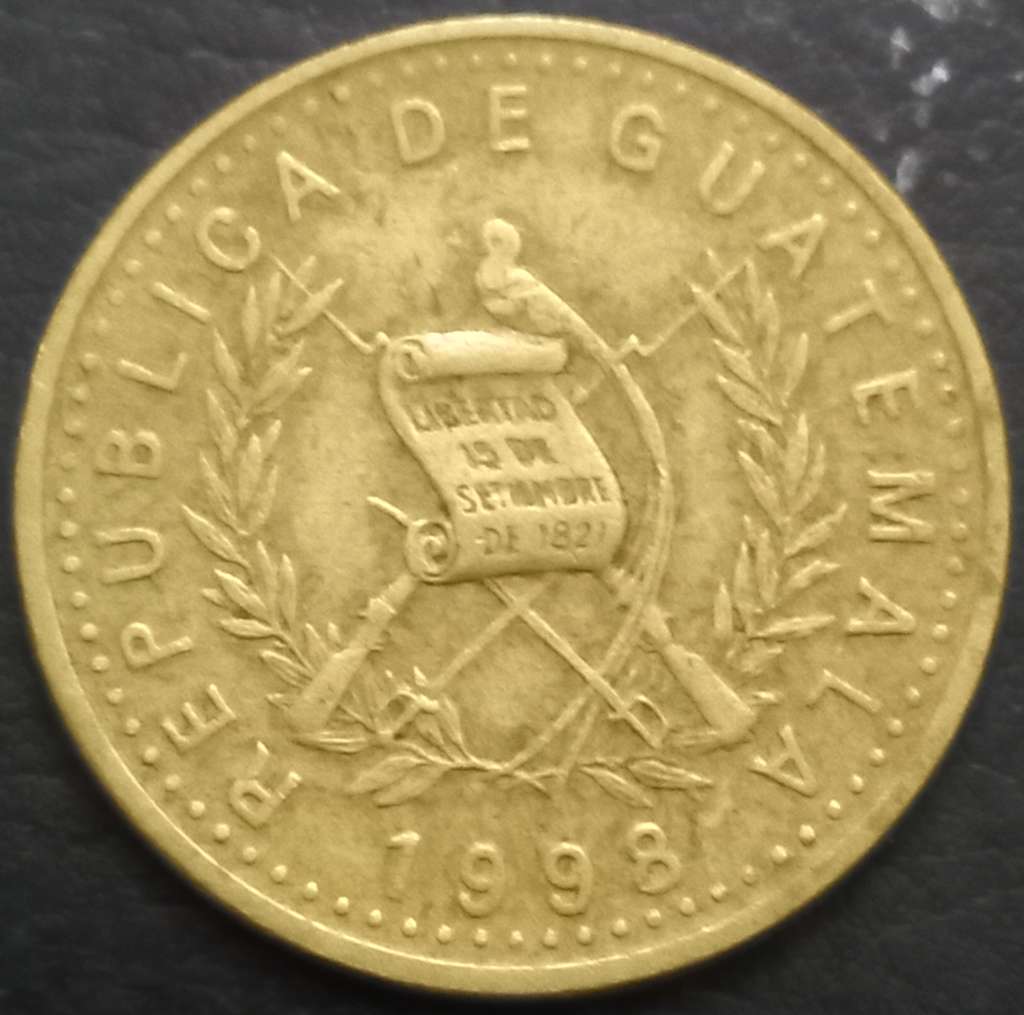 REPUBLICA DE GUATEMALA
LIBERTAD
15 DE
SETIEMBRE
DE 1821
1998